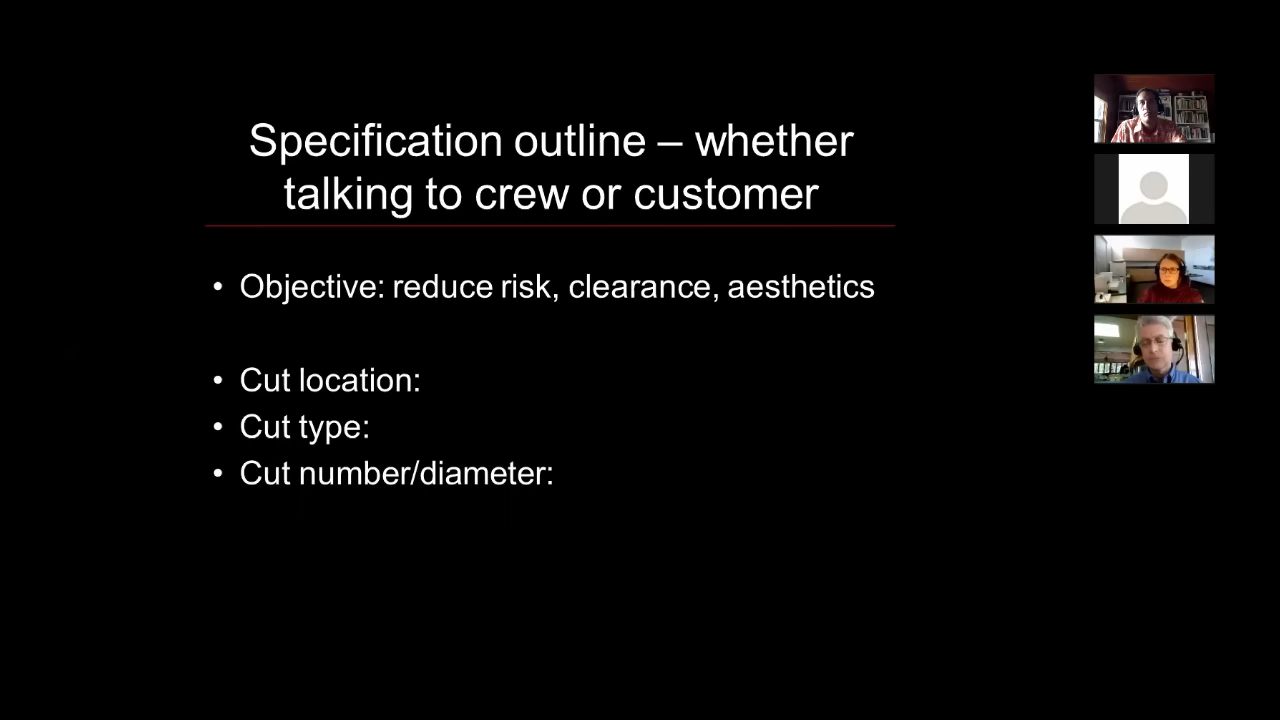 Specification outline – whether
talking to crew or customer
• Objective: reduce risk, clearance, aesthetics
• Cut location:
• Cut type:
• Cut number/diameter: